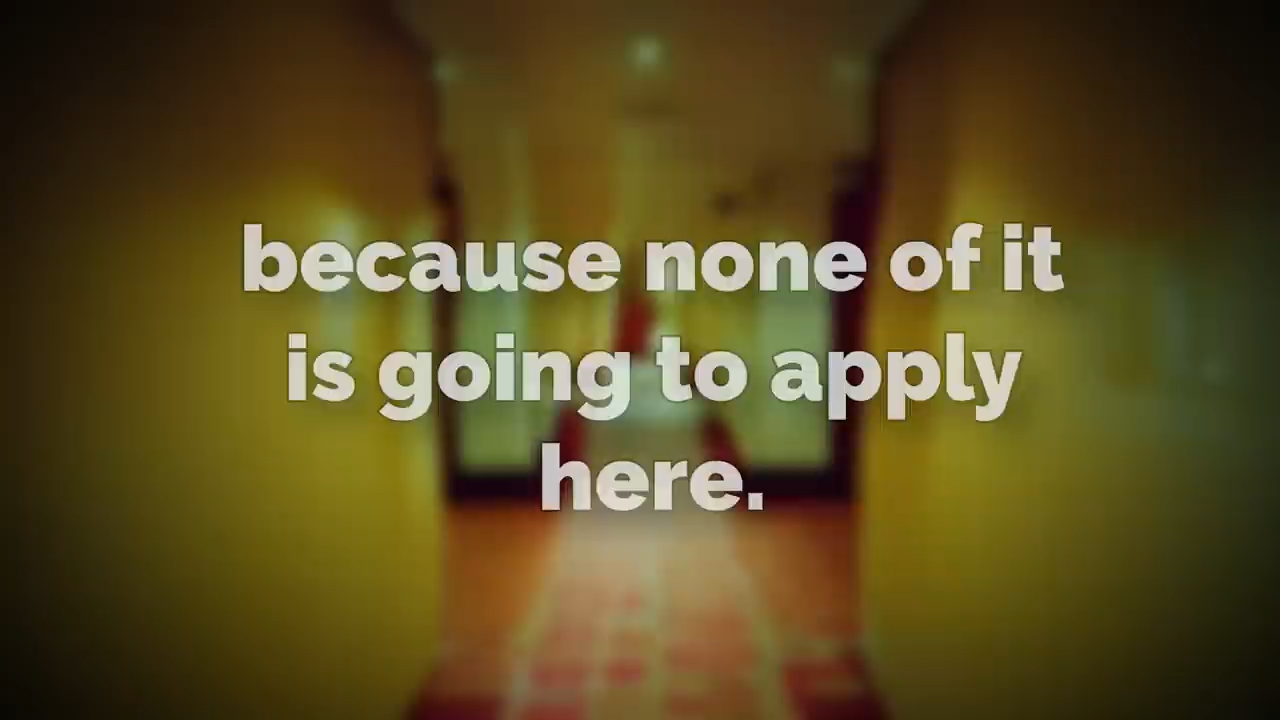 because none of it
is going to apply
here.